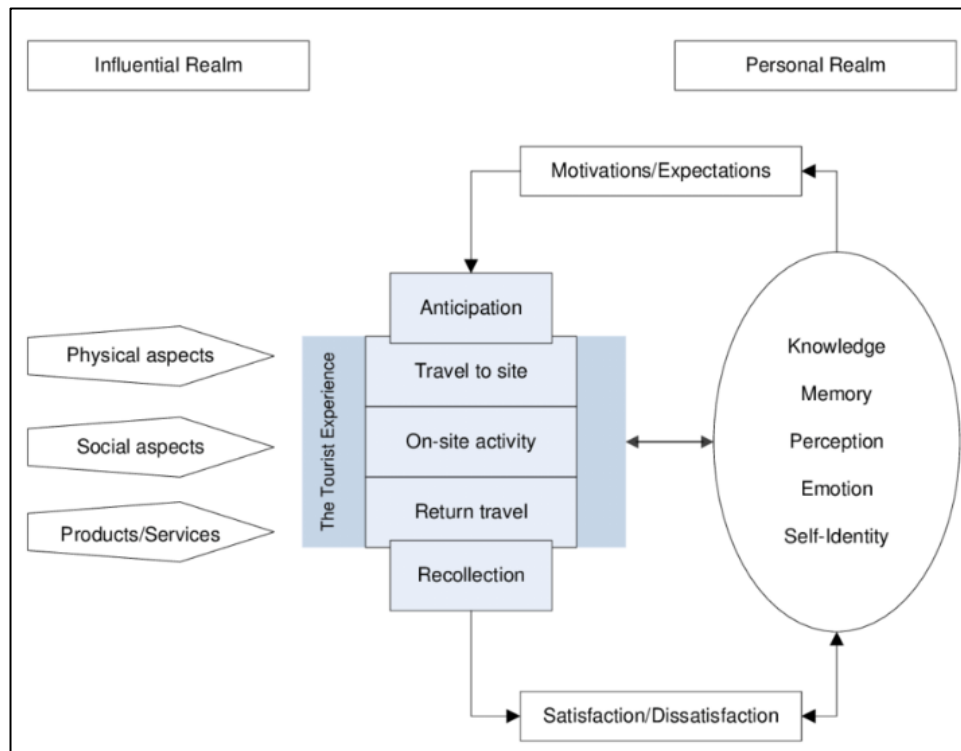 Influential Realm
Personal Realm
Motivations/Expectations
Anticipation
Physical aspects
Travel to site
Social aspects
On-site activity
Products/Services
Return travel
The Tourist Experience
Recollection
Knowledge
Memory
Perception
Emotion
Self-Identity
Satisfaction/Dissatisfaction